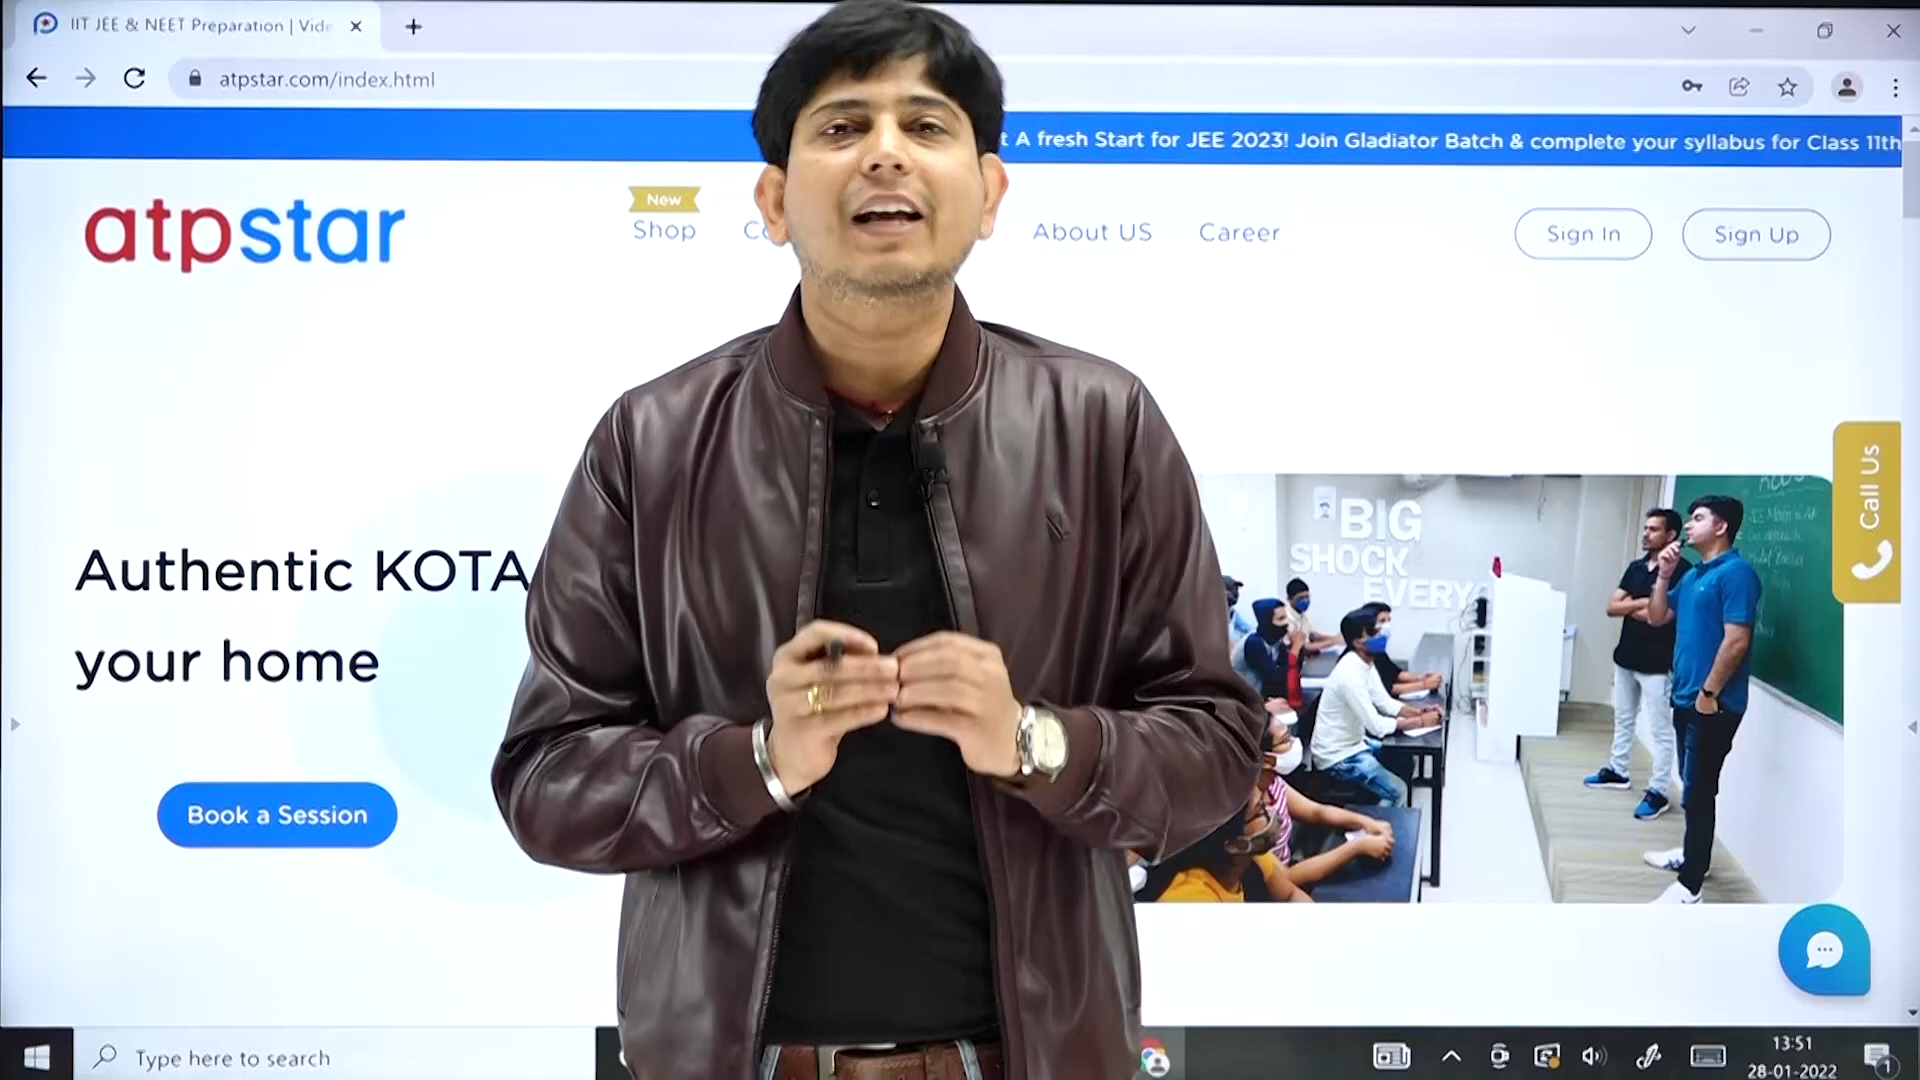 IIT JEE & NEET Preparation | Vide
atpstar.com/index.html
A fresh Start for JEE 2023! Join Gladiator Batch & complete your syllabus for Class 11th
atpstar
New
Shop
About US
Career
Sign In
Sign Up
Call Us
BIG
SHOCK
EVERY
Authentic KOTA
your home
Book a Session
Type here to search
13:51
28-01-2022
1